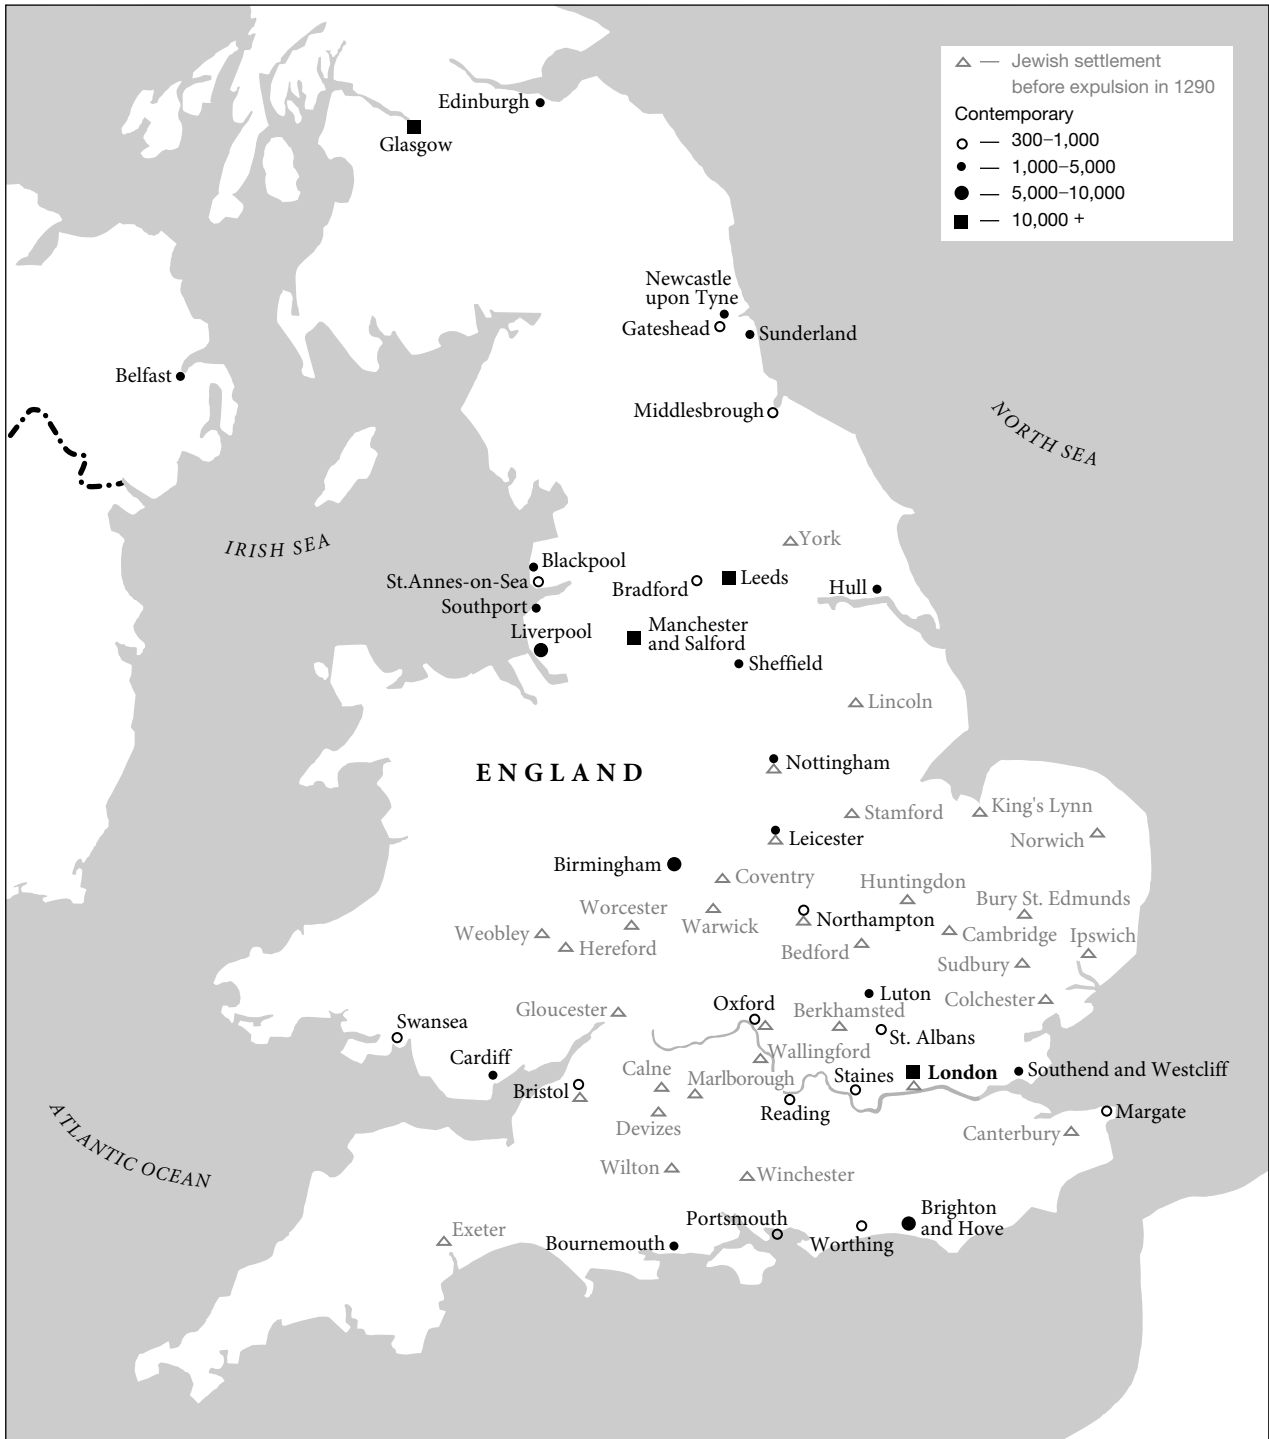 Jewish settlement
before expulsion in 1290
Contemporary
300–1,000
1,000–5,000
5,000–10,000
10,000 +
Edinburgh
Glasgow
Newcastle
upon Tyne
Gateshead
Sunderland
Belfast
Middlesbrough
NORTH SEA
IRISH SEA
York
Blackpool
St.Annes-on-Sea
Bradford
Leeds
Hull
Southport
Liverpool
Manchester
and Salford
Sheffield
Lincoln
ENGLAND
Nottingham
Stamford
King's Lynn
Norwich
Leicester
Birmingham
Coventry
Huntingdon
Bury St. Edmunds
Worcester
Warwick
Northampton
Weobley
Hereford
Bedford
Cambridge
Ipswich
Sudbury
Luton
Colchester
Gloucester
Oxford
Berkhamsted
Swansea
St. Albans
Cardiff
Wallingford
Calne
Marlborough
Staines
London
Southend and Westcliff
Bristol
Reading
Margate
Devizes
Canterbury
ATLANTIC OCEAN
Wilton
Winchester
Portsmouth
Brighton
and Hove
Exeter
Bournemouth
Worthing